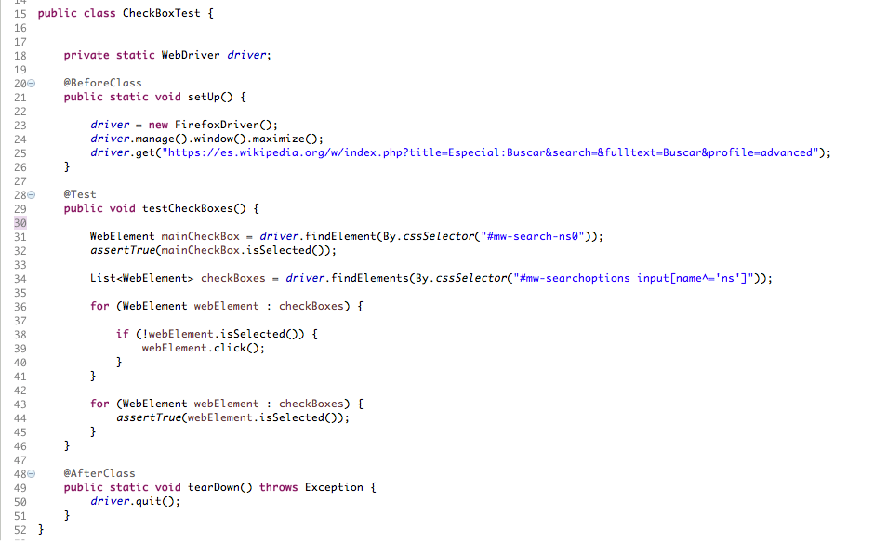 15 public class CheckBoxTest {
16
17
18 private static WebDriver driver;
19
20 @BeforeClass
21 public static void setUp() {
22
23 driver = new FirefoxDriver();
24 driver.manage().window().maximize();
25 driver.get("https://es.wikipedia.org/w/index.php?title=Especial:Buscar&search=&fulltext=Buscar&profile=advanced");
26 }
27
28 @Test
29 public void testCheckBoxes() {
30
31 WebElement mainCheckBox = driver.findElement(By.cssSelector("#mw-search-ns0"));
32 assertTrue(mainCheckBox.isSelected());
33
34 List<WebElement> checkBoxes = driver.findElements(By.cssSelector("#mw-searchoptions input[name^='ns']"));
35
36 for (WebElement webElement : checkBoxes) {
37
38 if (!webElement.isSelected()) {
39 webElement.click();
40 }
41 }
42
43 for (WebElement webElement : checkBoxes) {
44 assertTrue(webElement.isSelected());
45 }
46 }
47
48 @AfterClass
49 public static void tearDown() throws Exception {
50 driver.quit();
51 }
52 }